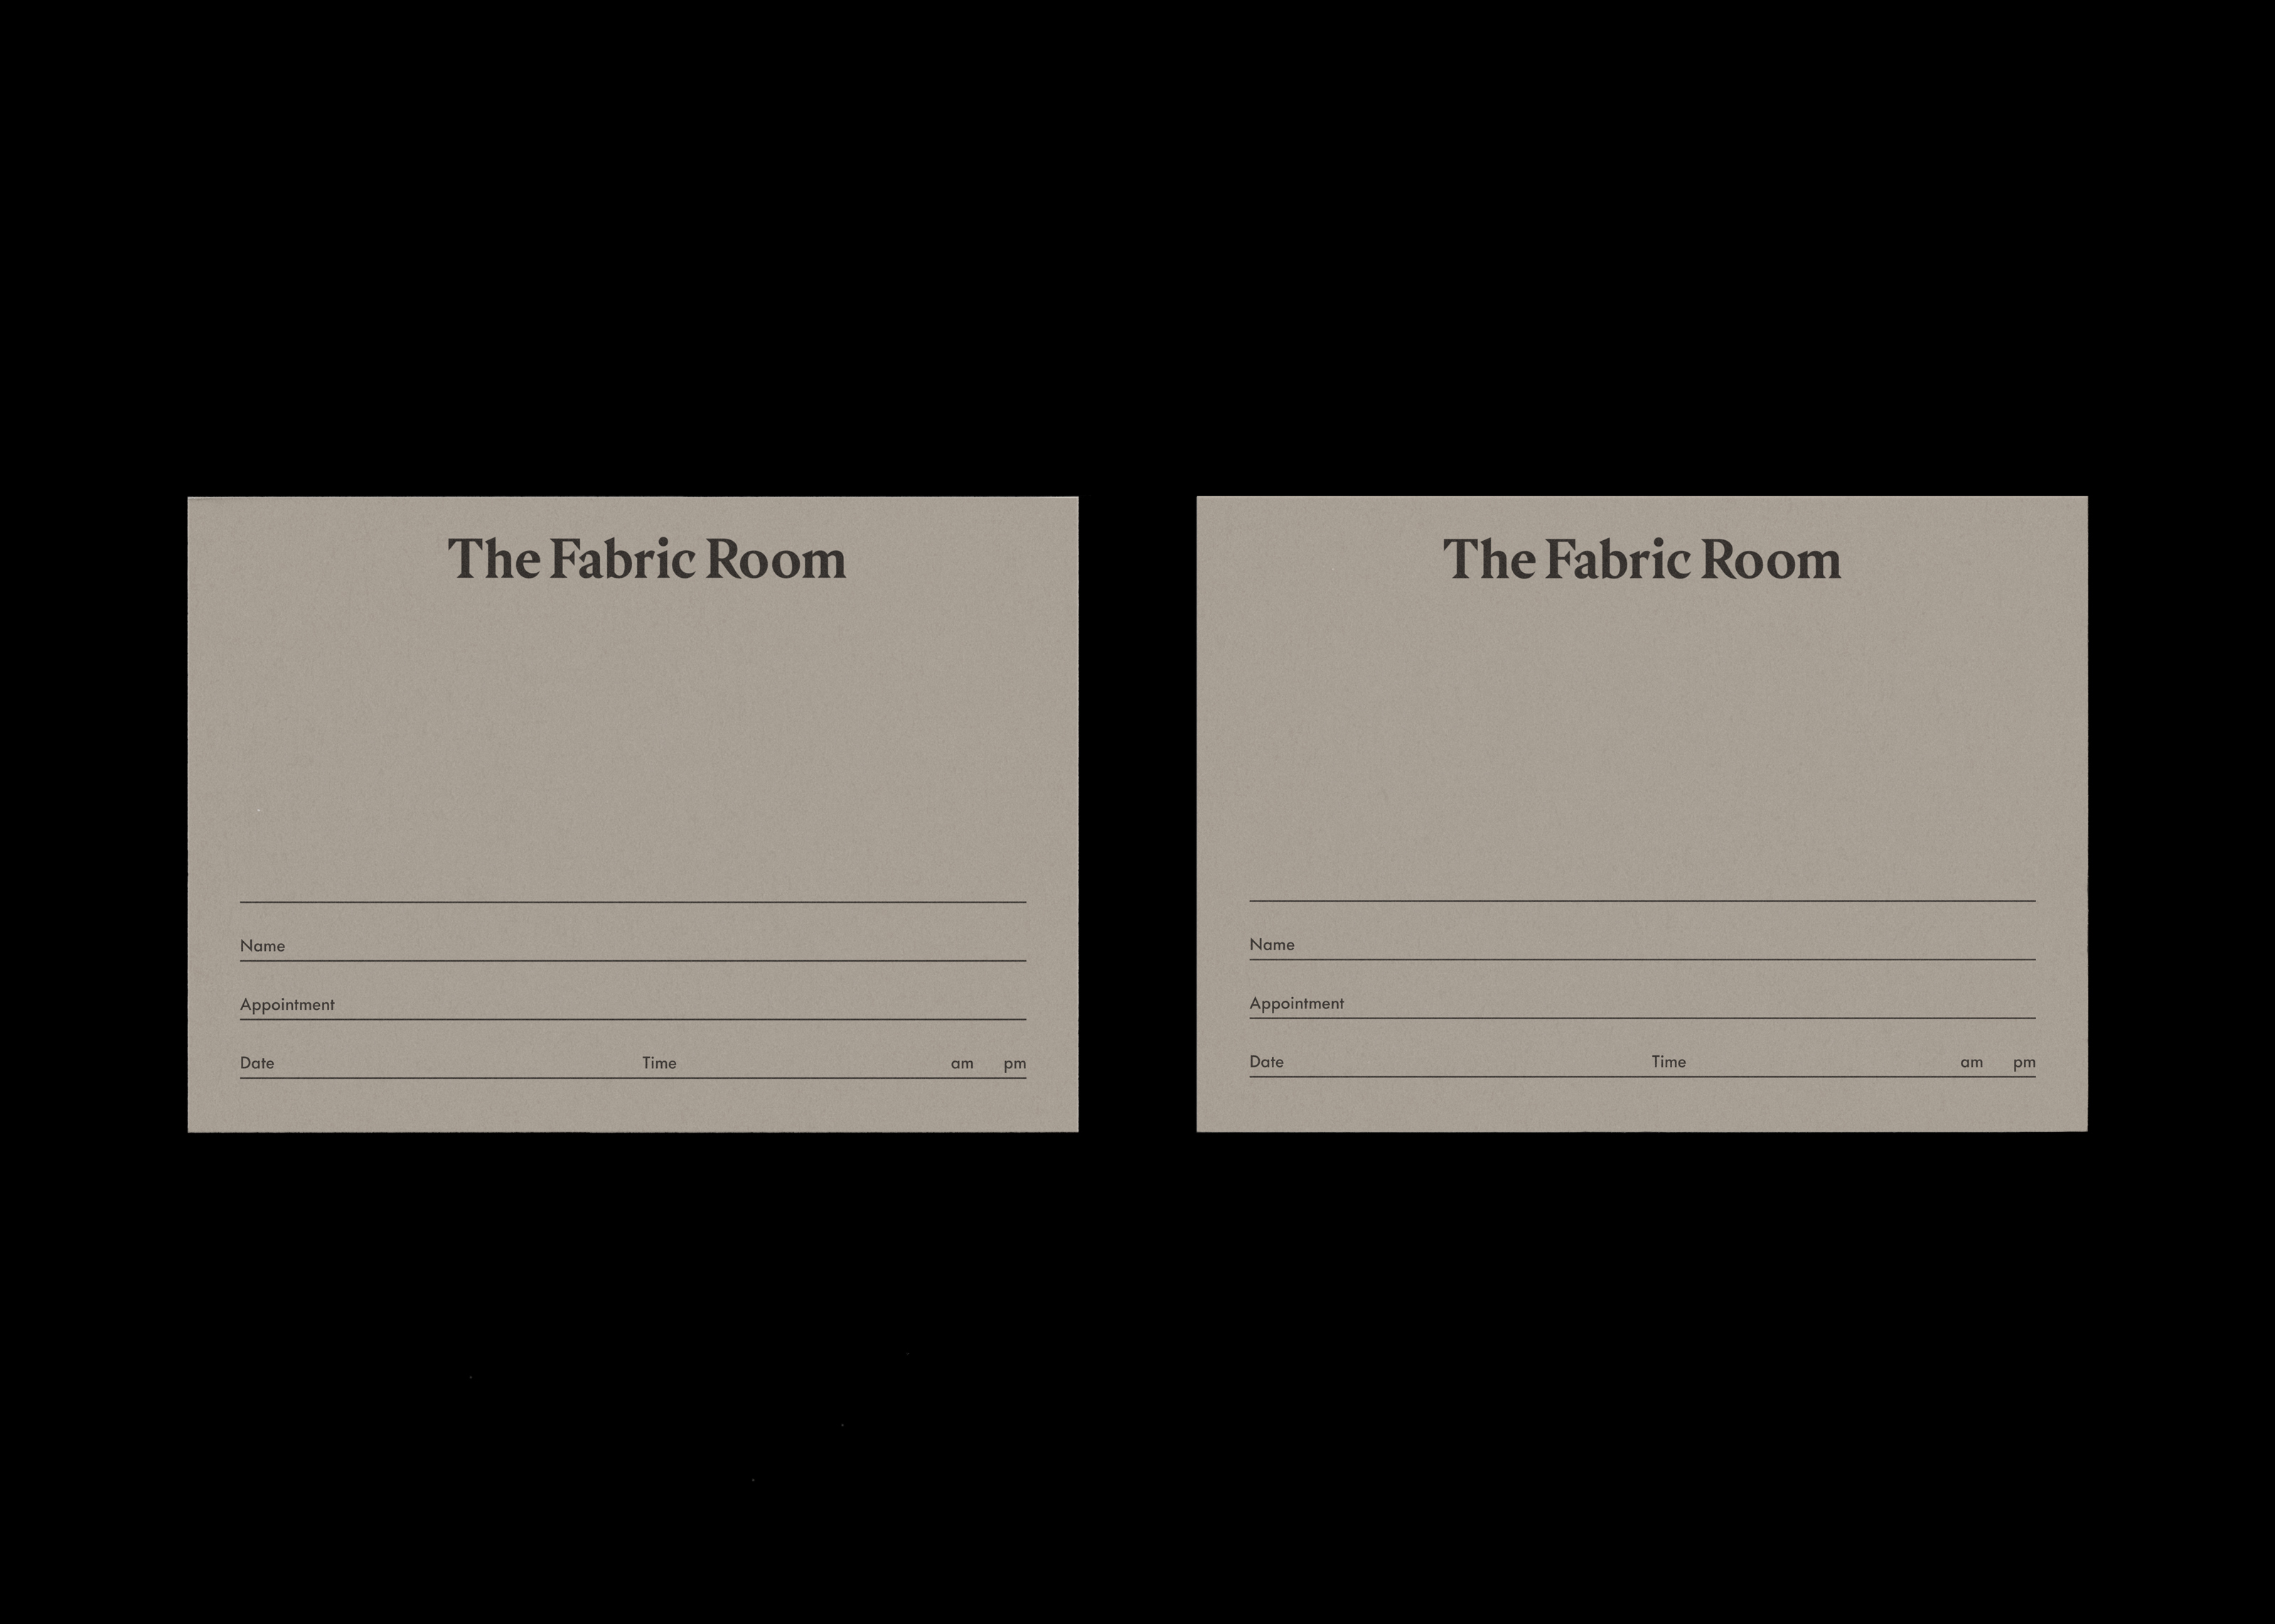 The Fabric Room
Name
Appointment
Date Time am pm
The Fabric Room
Name
Appointment
Date Time am pm